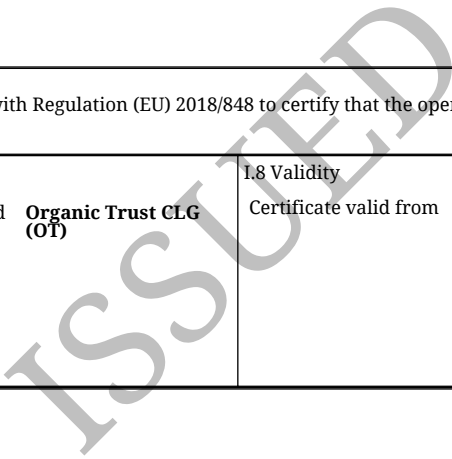 with Regulation (EU) 2018/848 to certify that the
I.8 Validity
Certificate valid from
Organic Trust CLG
(OT)
ISSUED